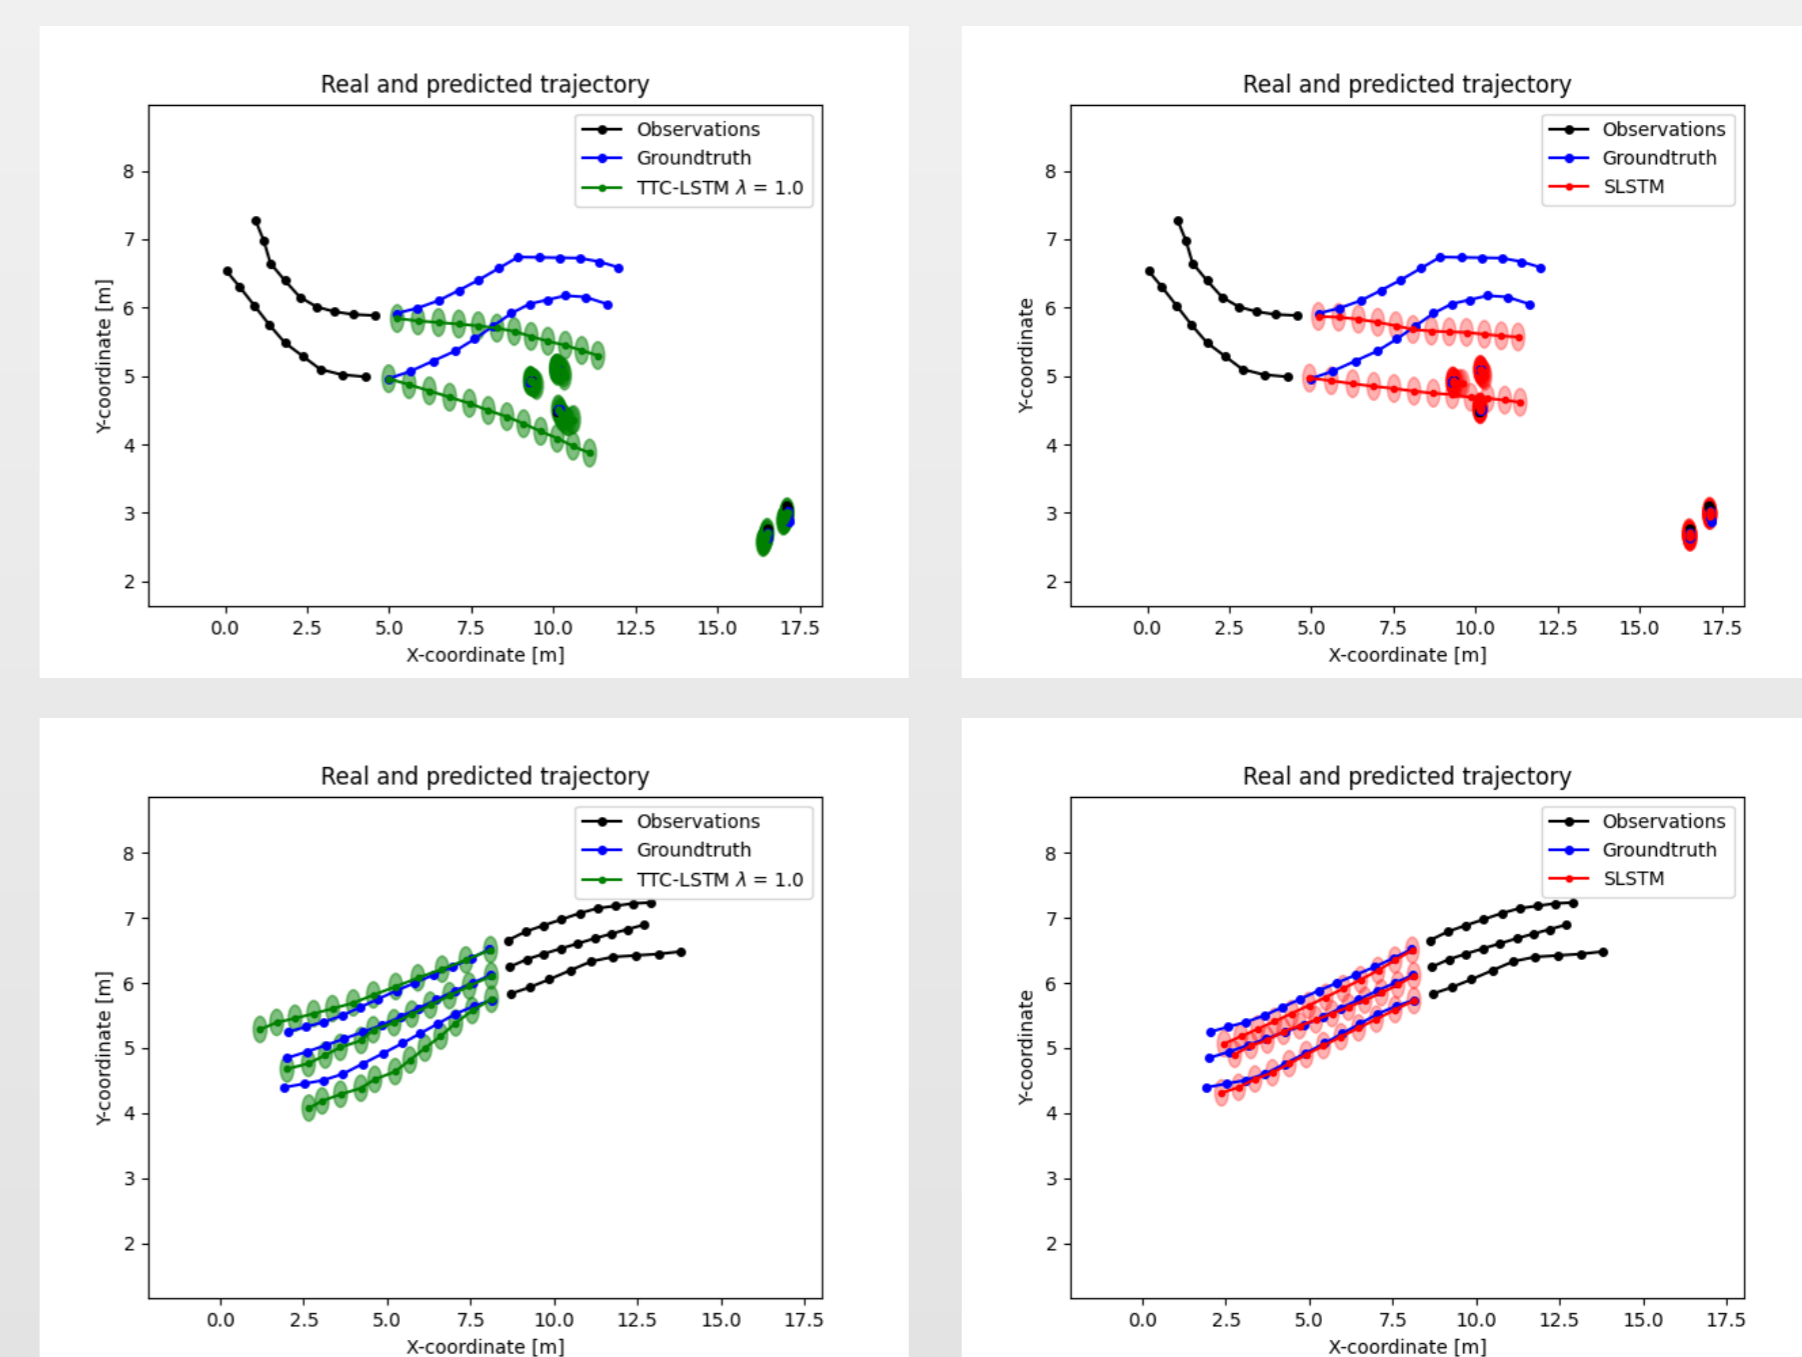 Real and predicted trajectory
Observations
Groundtruth
TTC-LSTM λ = 1.0
Y-coordinate [m]
8
7
6
5
4
3
2
0.0 2.5 5.0 7.5 10.0 12.5 15.0 17.5
X-coordinate [m]
Real and predicted trajectory
Observations
Groundtruth
SLSTM
Y-coordinate
8
7
6
5
4
3
2
0.0 2.5 5.0 7.5 10.0 12.5 15.0 17.5
X-coordinate [m]
Real and predicted trajectory
Observations
Groundtruth
TTC-LSTM λ = 1.0
Y-coordinate [m]
8
7
6
5
4
3
2
0.0 2.5 5.0 7.5 10.0 12.5 15.0 17.5
X-coordinate [m]
Real and predicted trajectory
Observations
Groundtruth
SLSTM
Y-coordinate
8
7
6
5
4
3
2
0.0 2.5 5.0 7.5 10.0 12.5 15.0 17.5
X-coordinate [m]